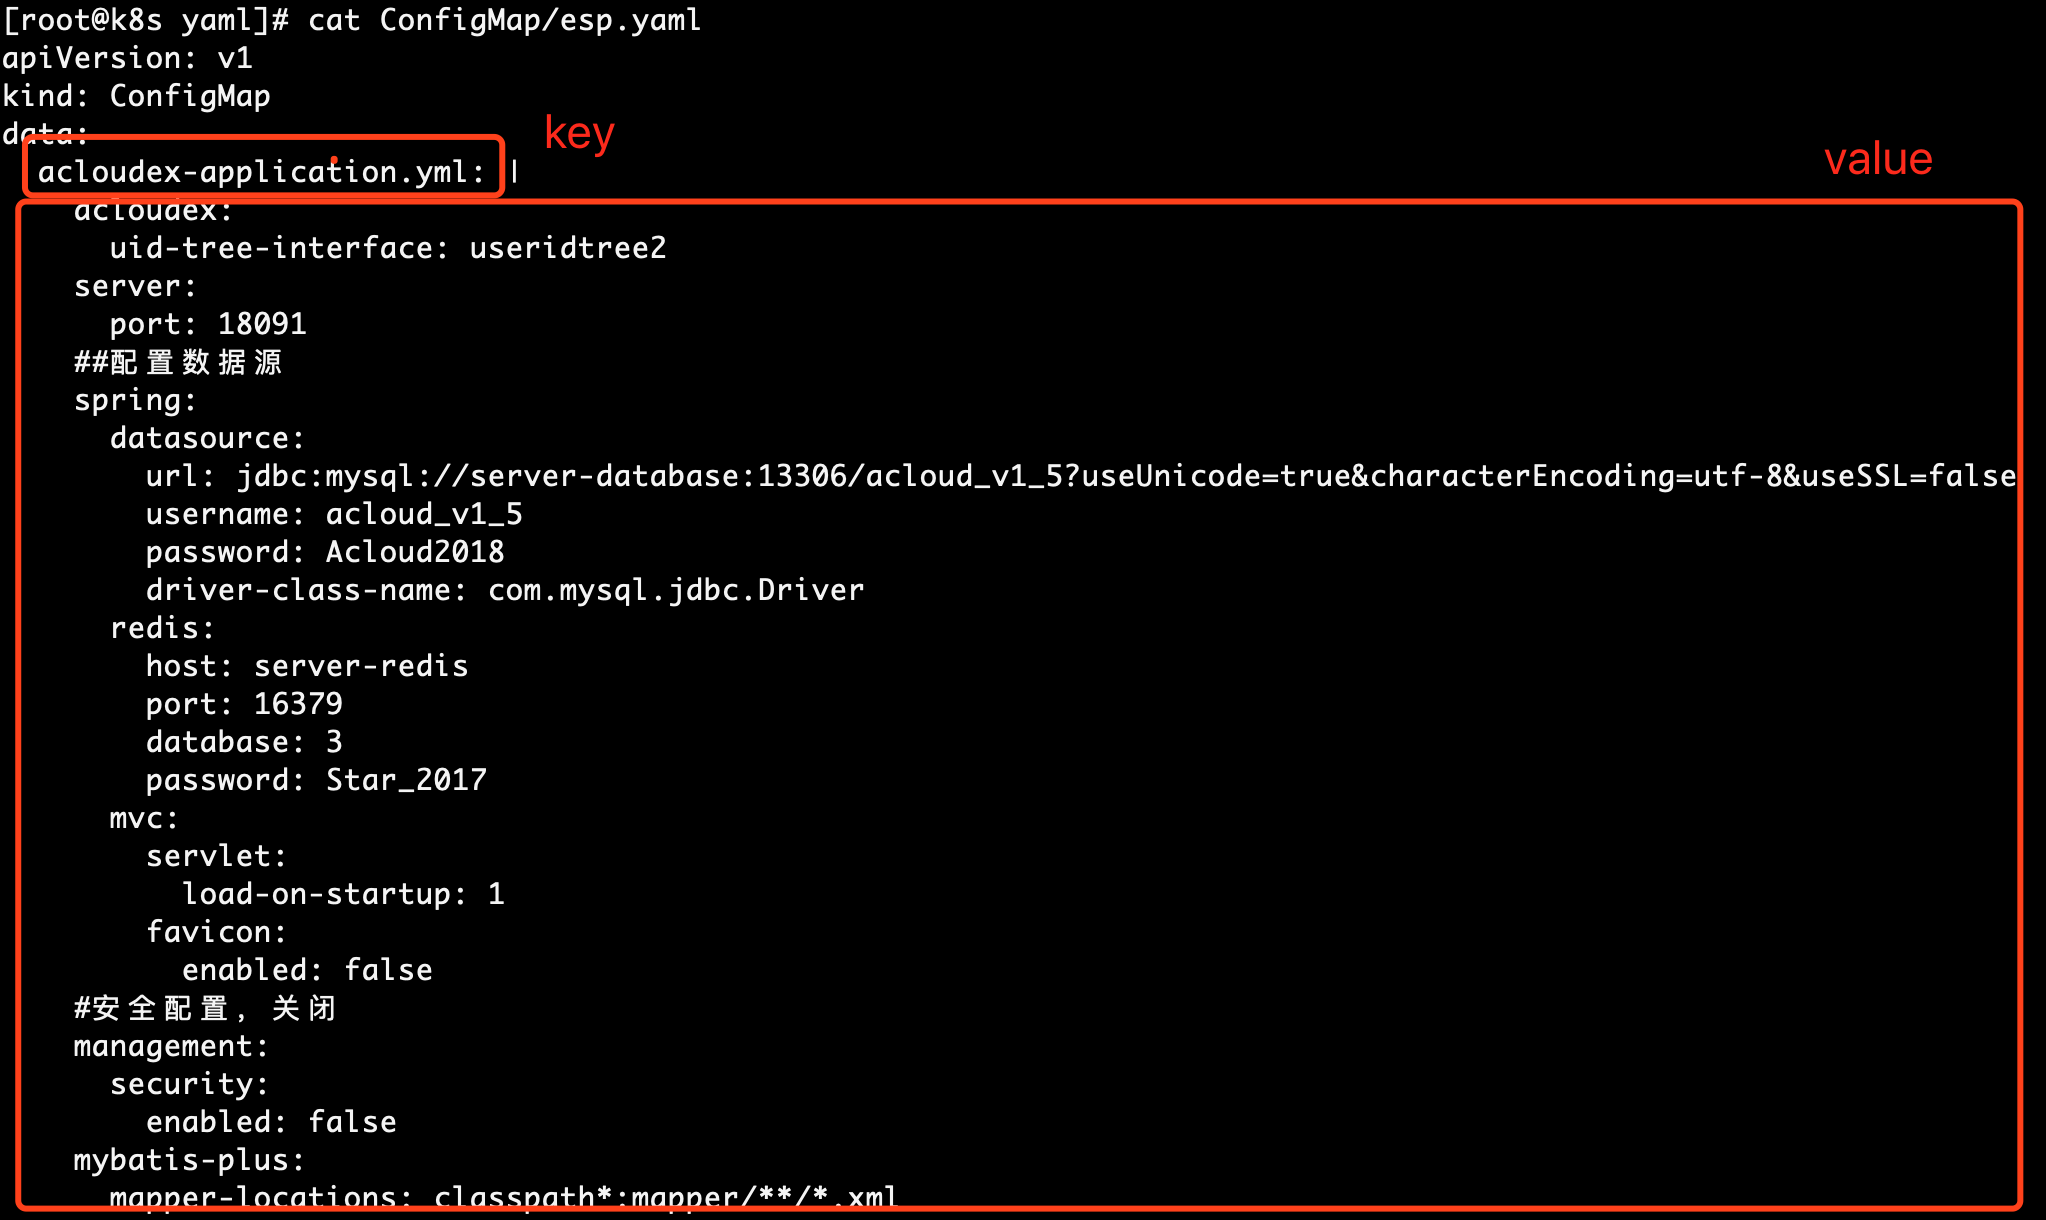 [root@k8s yaml]# cat ConfigMap/esp.yaml
apiVersion: v1
kind: ConfigMap
data:
key
value
  acloudex-application.yml: |
    acloudex:
      uid-tree-interface: useridtree2
    server:
      port: 18091
    ##配置数据源
    spring:
      datasource:
        url: jdbc:mysql://server-database:13306/acloud_v1_5?useUnicode=true&characterEncoding=utf-8&useSSL=false
        username: acloud_v1_5
        password: Acloud2018
        driver-class-name: com.mysql.jdbc.Driver
      redis:
        host: server-redis
        port: 16379
        database: 3
        password: Star_2017
      mvc:
        servlet:
          load-on-startup: 1
        favicon:
          enabled: false
    #安全配置，关闭
    management:
      security:
        enabled: false
    mybatis-plus:
      mapper-locations: classpath*:mapper/**/*.xml